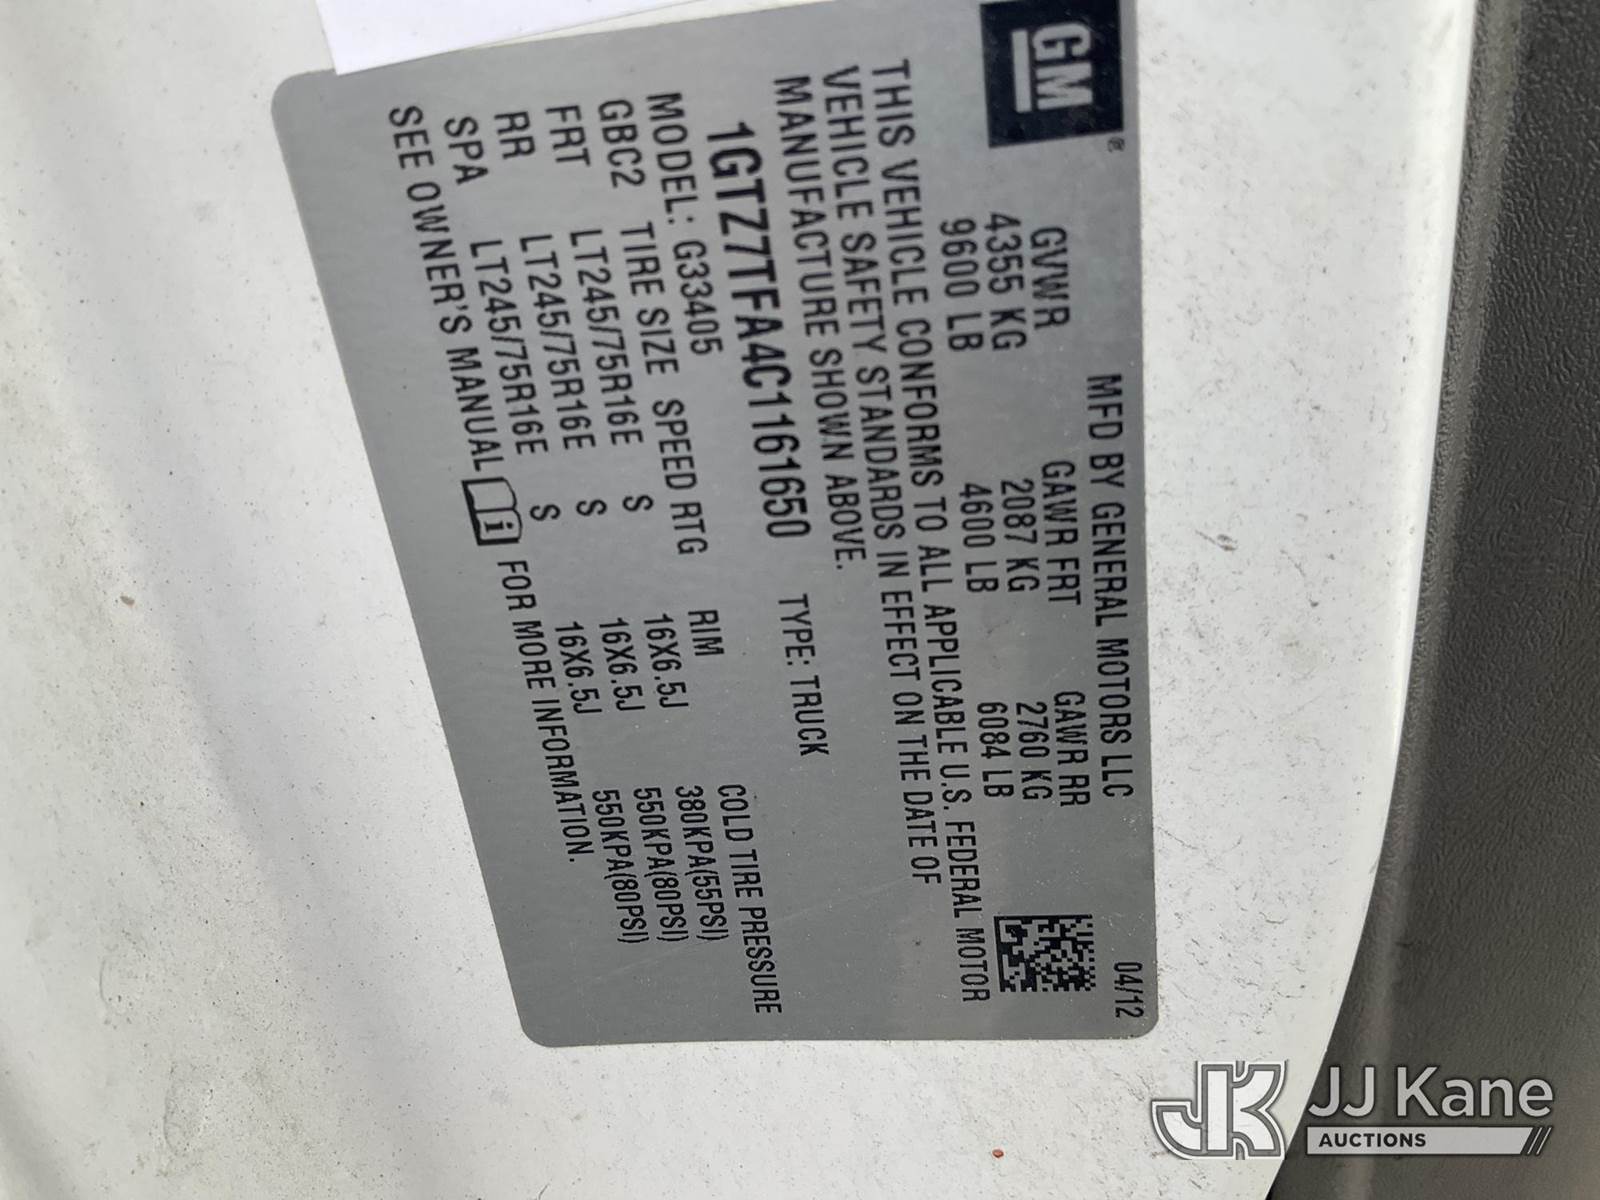 GM®
MFD BY GENERAL MOTORS LLC 04/12
GVWR GAWR FRT GAWR RR
4355 KG 2087 KG 2760 KG
9600 LB 4600 LB 6084 LB
THIS VEHICLE CONFORMS TO ALL APPLICABLE U.S. FEDERAL MOTOR
VEHICLE SAFETY STANDARDS IN EFFECT ON THE DATE OF
MANUFACTURE SHOWN ABOVE.
1GTZ7TFA4C1161650 TYPE: TRUCK
MODEL: G33405
GBC2 TIRE SIZE SPEED RTG RIM COLD TIRE PRESSURE
FRT LT245/75R16E S 16X6.5J 380KPA(55PSI)
RR LT245/75R16E S 16X6.5J 550KPA(80PSI)
SPA LT245/75R16E S 16X6.5J 550KPA(80PSI)
SEE OWNER'S MANUAL i FOR MORE INFORMATION.
JK JJ Kane
AUCTIONS